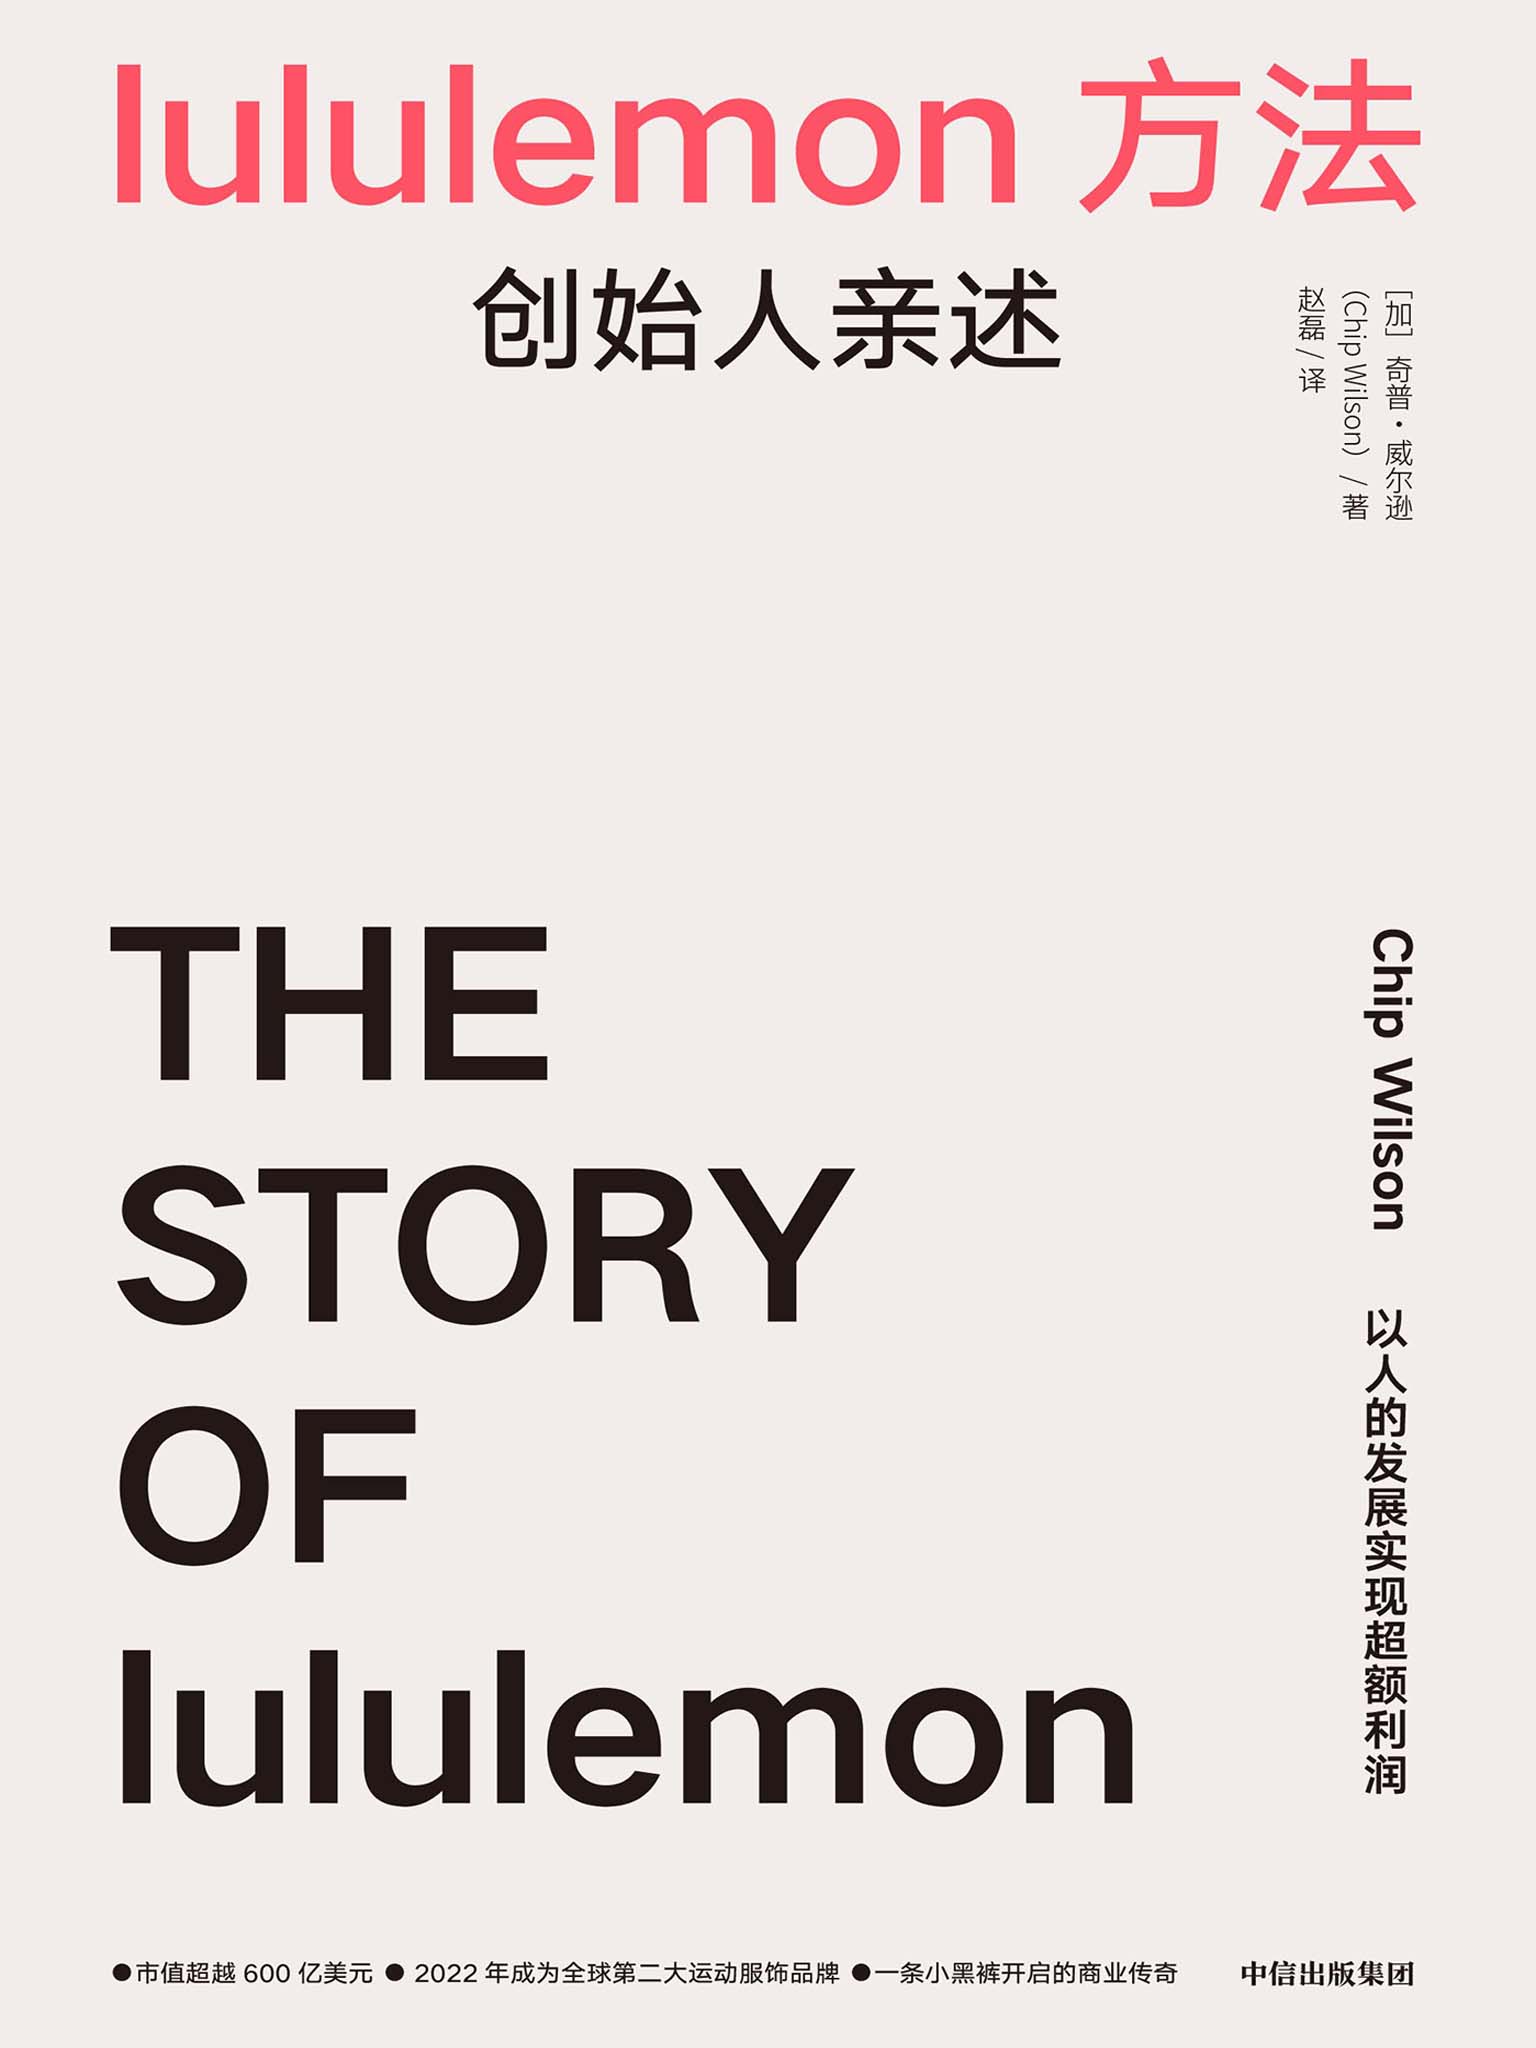 lululemon 方法
创始人亲述
［加］奇普·威尔逊
（Chip Wilson）/ 著
赵磊 / 译
THE
STORY
OF
lululemon
Chip Wilson 以人的发展实现超额利润
●市值超越 600 亿美元 ● 2022 年成为全球第二大运动服饰品牌 ●一条小黑裤开启的商业传奇
中信出版集团